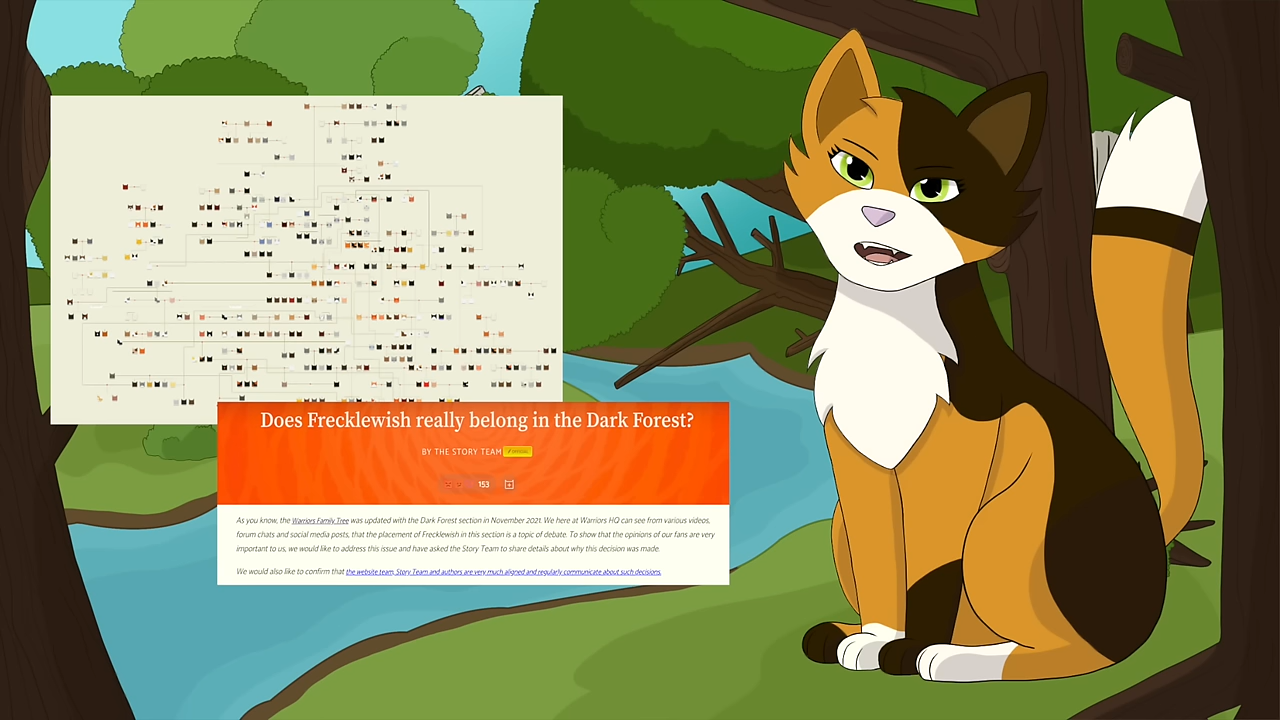 Does Frecklewish really belong in the Dark Forest?
BY THE STORY TEAM
153
As you know, the Warriors Family Tree was updated with the Dark Forest section in November 2021. We here at Warriors HQ can see from various videos,
forum chats and social media posts, that the placement of Frecklewish in this section is a topic of debate. To show that the opinions of our fans are very
important to us, we would like to address this issue and have asked the Story Team to share details about why this decision was made.
We would also like to confirm that the website team, Story Team and authors are very much aligned and regularly communicate about such decisions.